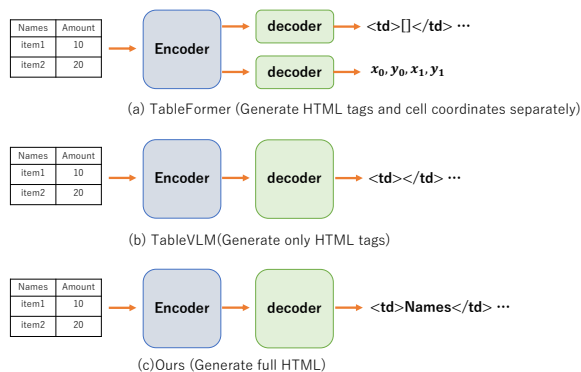 Names Amount
item1 10
item2 20
Encoder
decoder
<td>[]</td> ···
decoder
x₀, y₀, x₁, y₁
(a) TableFormer (Generate HTML tags and cell coordinates separately)
Names Amount
item1 10
item2 20
Encoder
decoder
<td></td> ···
(b) TableVLM(Generate only HTML tags)
Names Amount
item1 10
item2 20
Encoder
decoder
<td>Names</td> ···
(c)Ours (Generate full HTML)